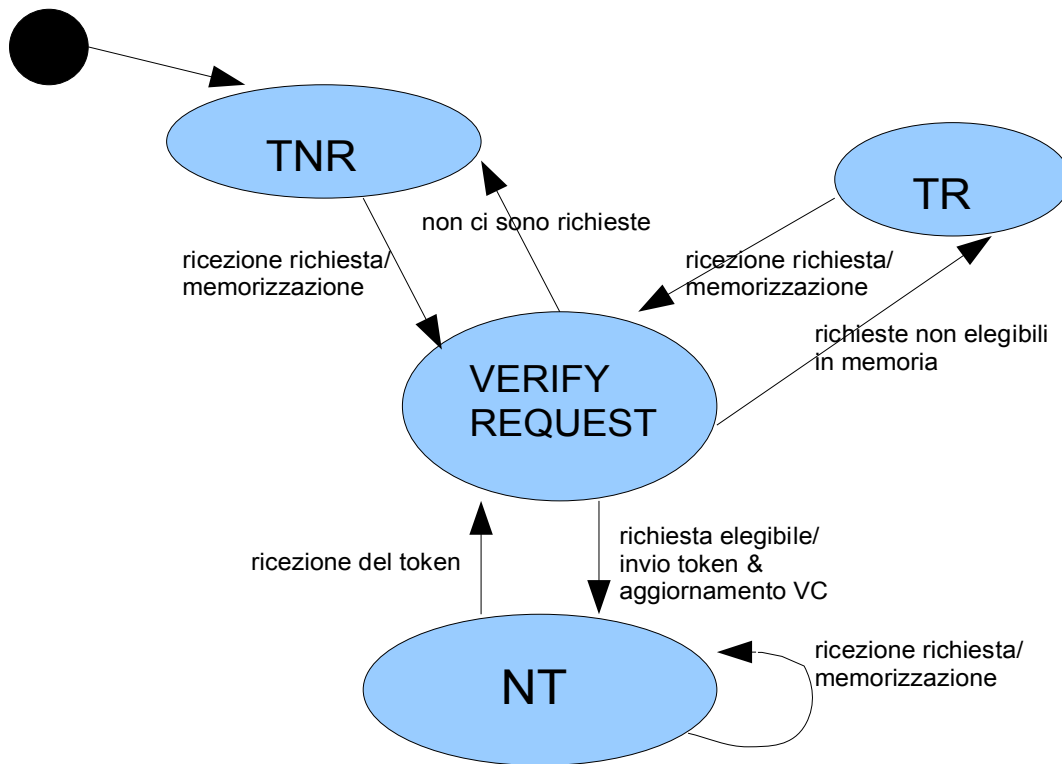 TNR
TR
non ci sono richieste
ricezione richiesta/
memorizzazione
ricezione richiesta/
memorizzazione
richieste non elegibili
in memoria
VERIFY
REQUEST
ricezione del token
richiesta elegibile/
invio token &
aggiornamento VC
NT
ricezione richiesta/
memorizzazione